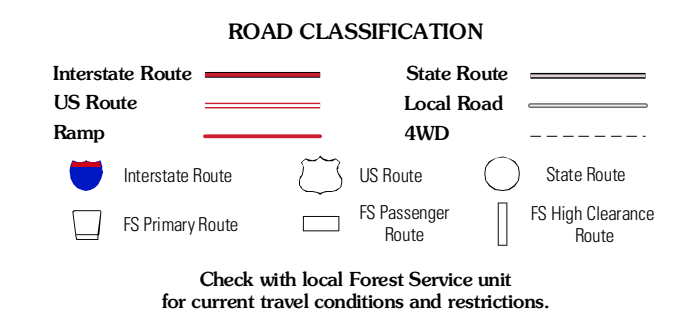 ROAD CLASSIFICATION
Interstate Route
State Route
US Route
Local Road
Ramp
4WD
Interstate Route
US Route
State Route
FS Primary Route
FS Passenger
Route
FS High Clearance
Route
Check with local Forest Service unit
for current travel conditions and restrictions.